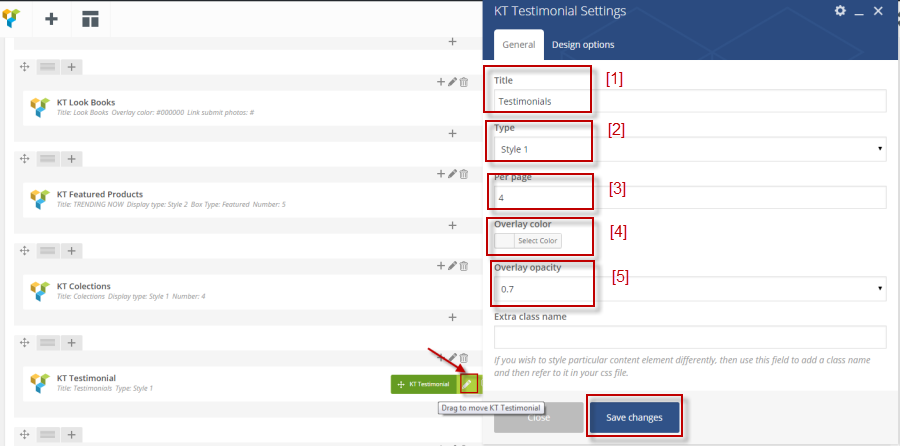 KT Look Books
Title: Look Books Overlay color: #000000 Link submit photos: #
KT Featured Products
Title: TRENDING NOW Display type: Style 2 Box Type: Featured Number: 5
KT Colections
Title: Colections Display type: Style 1 Number: 4
KT Testimonial
Title: Testimonials Type: Style 1
KT Testimonial
Drag to move KT Testimonial
KT Testimonial Settings
General
Design options
Title
[1]
Testimonials
Type
[2]
Style 1
Per page
[3]
4
Overlay color
[4]
Select Color
Overlay opacity
[5]
0.7
Extra class name
If you wish to style particular content element differently, then use this field to add a class name
and then refer to it in your css file.
Close
Save changes